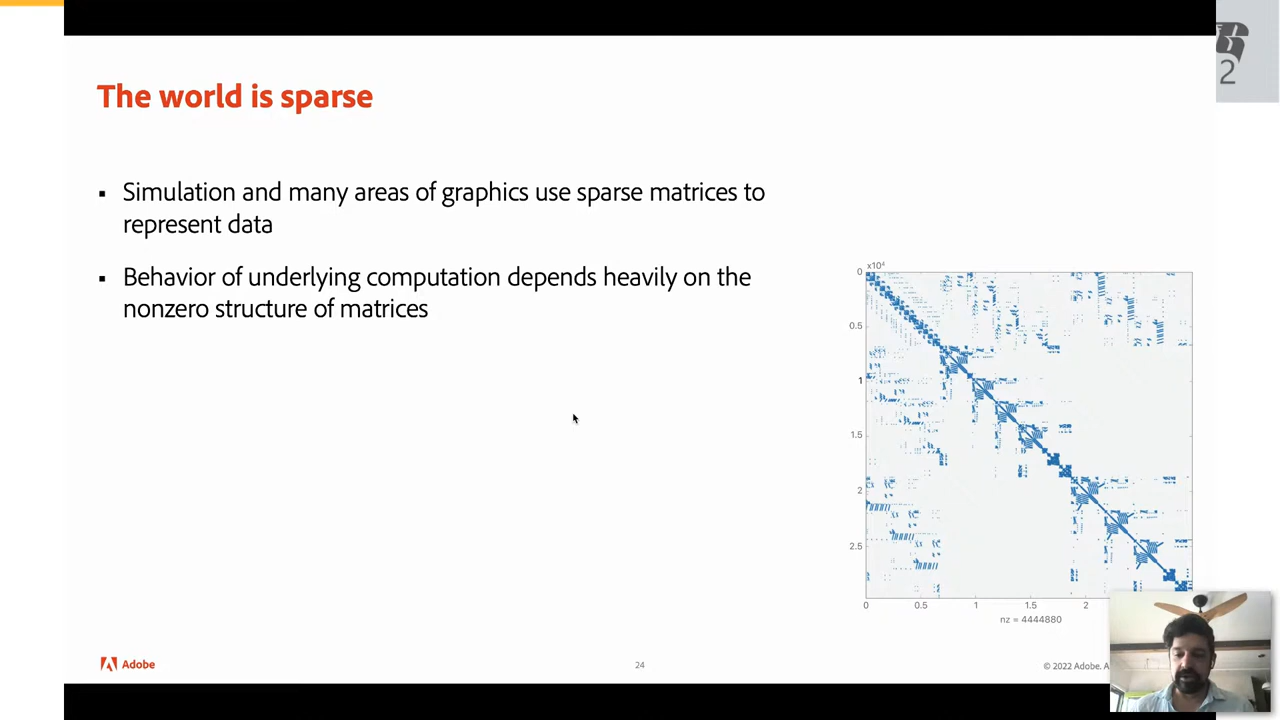 The world is sparse
2
▪ Simulation and many areas of graphics use sparse matrices to
represent data
▪ Behavior of underlying computation depends heavily on the
nonzero structure of matrices
x10⁴
0
0.5
1
1.5
2
2.5
0 0.5 1 1.5 2
nz = 4444880
Adobe
24
© 2022 Adobe. A